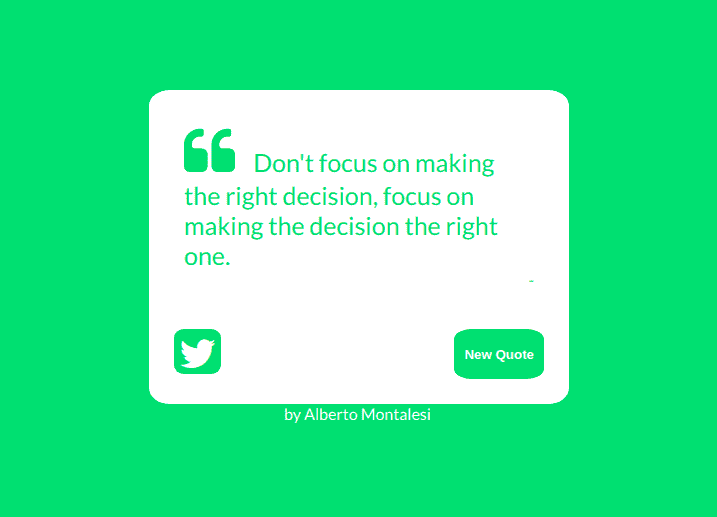 Don't focus on making
the right decision, focus on
making the decision the right
one.
-
New Quote
by Alberto Montalesi